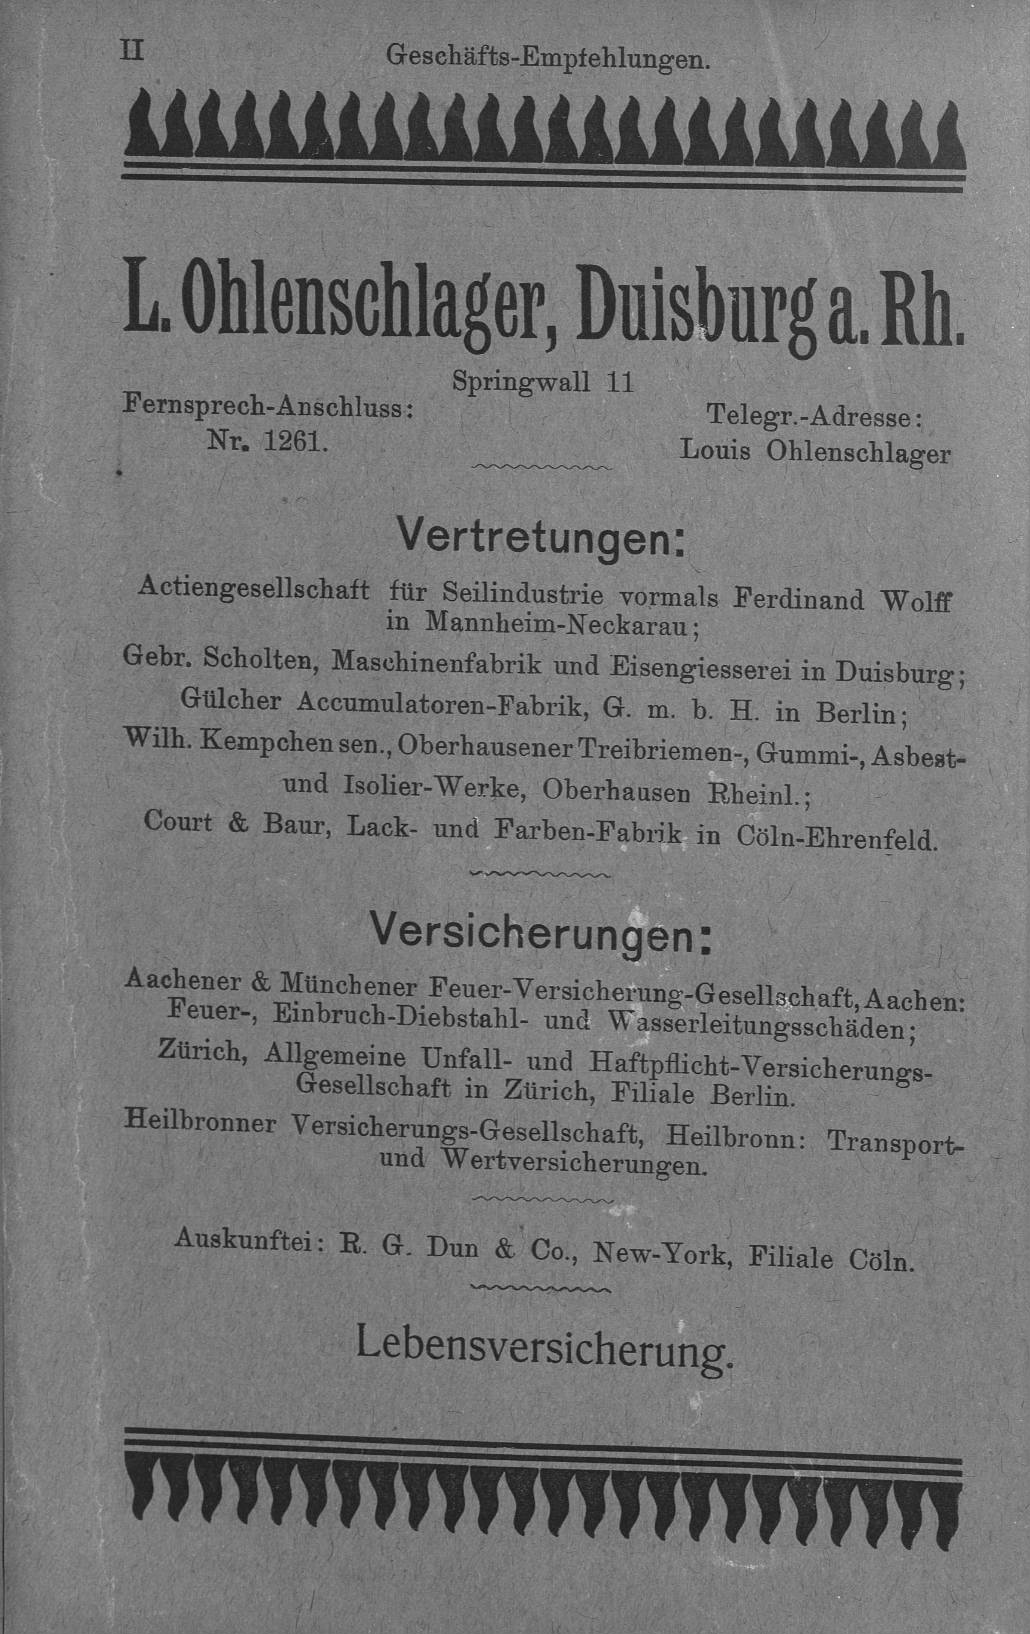 II
Geschäfts-Empfehlungen.
L. Ohlenschlager, Duisburg a. Rh.
Springwall 11
Fernsprech-Anschluss:
Nr. 1261.
Telegr.-Adresse:
Louis Ohlenschlager
Vertretungen:
Actiengesellschaft für Seilindustrie vormals Ferdinand Wolff
in Mannheim-Neckarau;
Gebr. Scholten, Maschinenfabrik und Eisengiesserei in Duisburg;
Gülcher Accumulatoren-Fabrik, G. m. b. H. in Berlin;
Wilh. Kempchen sen., Oberhausener Treibriemen-, Gummi-, Asbest-
und Isolier-Werke, Oberhausen Rheinl.;
Court & Baur, Lack- und Farben-Fabrik in Cöln-Ehrenfeld.
Versicherungen:
Aachener & Münchener Feuer-Versicherung-Gesellschaft, Aachen:
Feuer-, Einbruch-Diebstahl- und Wasserleitungsschäden;
Zürich, Allgemeine Unfall- und Haftpflicht-Versicherungs-
Gesellschaft in Zürich, Filiale Berlin.
Heilbronner Versicherungs-Gesellschaft, Heilbronn: Transport-
und Wertversicherungen.
Auskunftei: R. G. Dun & Co., New-York, Filiale Cöln.
Lebensversicherung.